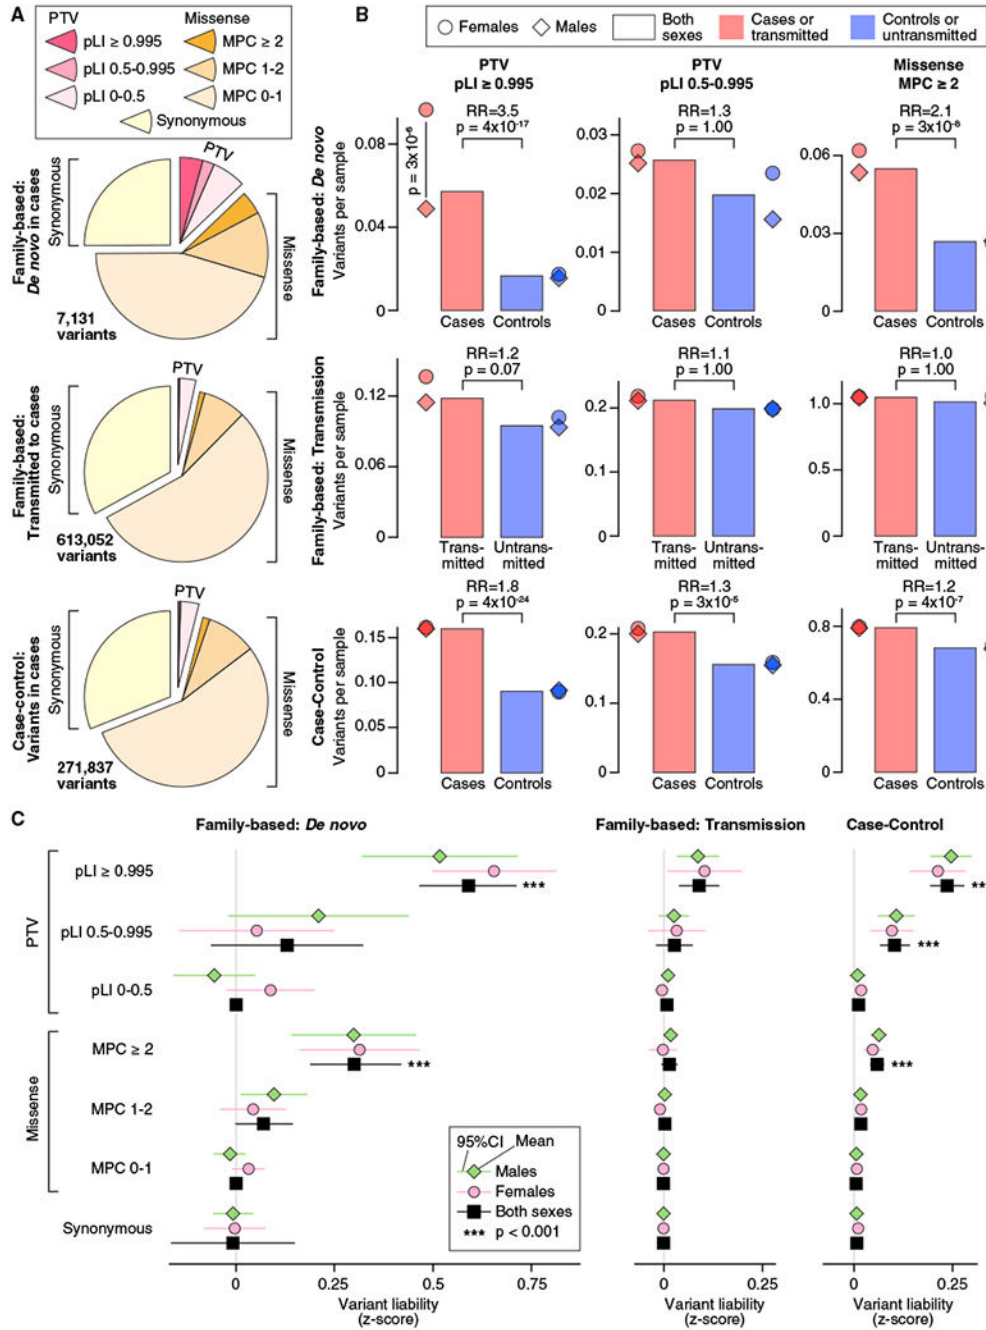 A
PTV
Missense
pLI ≥ 0.995
MPC ≥ 2
pLI 0.5-0.995
MPC 1-2
pLI 0-0.5
MPC 0-1
Synonymous
Family-based:
De novo in cases
Synonymous
PTV
Missense
7,131
variants
Family-based:
Transmitted to cases
Synonymous
PTV
Missense
613,052
variants
Case-control:
Variants in cases
Synonymous
PTV
Missense
271,837
variants
B
Females
Males
Both
sexes
Cases or
transmitted
Controls or
untransmitted
PTV
pLI ≥ 0.995
PTV
pLI 0.5-0.995
Missense
MPC ≥ 2
Family-based: De novo
Variants per sample
RR=3.5
p = 4x10-17
p = 3x10-6
0.08
0.04
0
Cases Controls
RR=1.3
p = 1.00
0.03
0.02
0.01
0
Cases Controls
RR=2.1
p = 3x10-8
0.06
0.03
0
Cases Controls
Family-based: Transmission
Variants per sample
RR=1.2
p = 0.07
0.12
0.06
0
Trans- Untrans-
mitted mitted
RR=1.1
p = 1.00
0.2
0.1
0
Trans- Untrans-
mitted mitted
RR=1.0
p = 1.00
1.0
0.5
0
Trans- Untrans-
mitted mitted
Case-Control
Variants per sample
RR=1.8
p = 4x10-24
0.15
0.10
0.05
0
Cases Controls
RR=1.3
p = 3x10-5
0.2
0.1
0
Cases Controls
RR=1.2
p = 4x10-7
0.8
0.4
0
Cases Controls
C
Family-based: De novo
Family-based: Transmission
Case-Control
PTV
pLI ≥ 0.995
***
**
pLI 0.5-0.995
***
pLI 0-0.5
Missense
MPC ≥ 2
***
***
MPC 1-2
MPC 0-1
Synonymous
95%CI Mean
Males
Females
Both sexes
*** p < 0.001
0 0.25 0.5 0.75
Variant liability
(z-score)
0 0.25
Variant liability
(z-score)
0 0.25
Variant liability
(z-score)